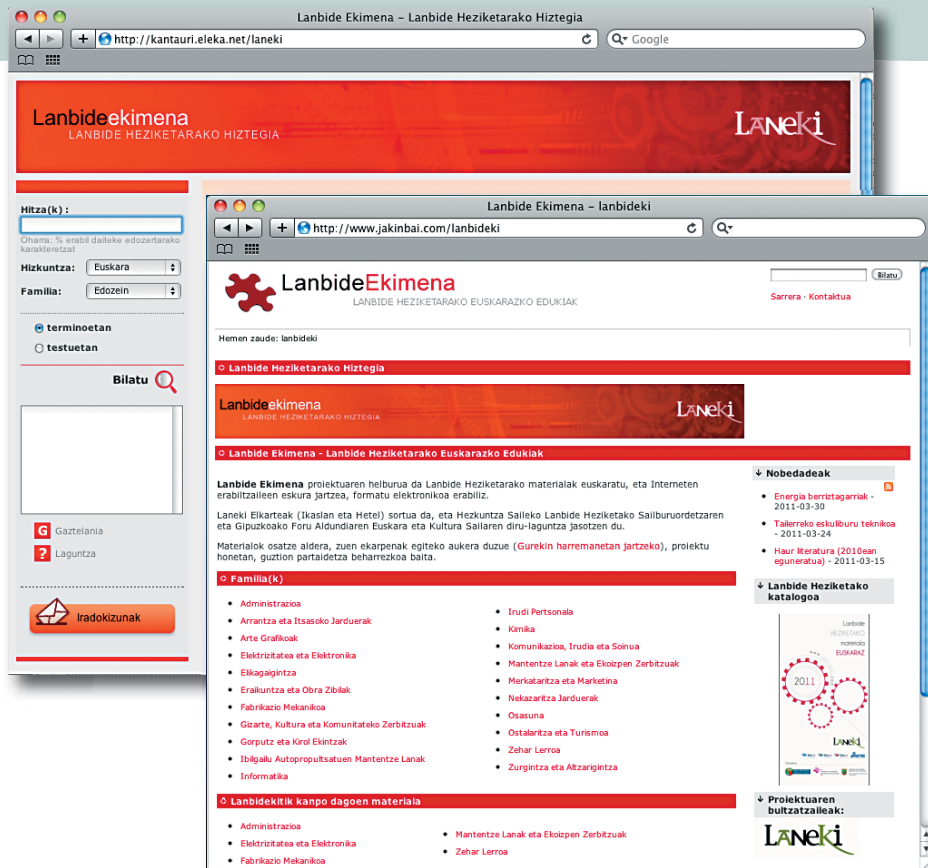 Lanbide Ekimena – Lanbide Heziketarako Hiztegia
http://kantauri.eleka.net/laneki
Google
Lanbideekimena
LANBIDE HEZIKETARAKO HIZTEGIA
LANeKi
Hitza(k) :
Oharra: % erabil daiteke edozertarako
karakteretzat
Hizkuntza: Euskara
Familia: Edozein
terminoetan
testuetan
Bilatu
G Gaztelania
? Laguntza
Iradokizunak
Lanbide Ekimena – lanbideki
http://www.jakinbai.com/lanbideki
LanbideEkimena
LANBIDE HEZIKETARAKO EUSKARAZKO EDUKIAK
Bilatu
Sarrera · Kontaktua
Hemen zaude: lanbideki
Lanbide Heziketarako Hiztegia
Lanbideekimena
LANBIDE HEZIKETARAKO HIZTEGIA
LANeKi
Lanbide Ekimena - Lanbide Heziketarako Euskarazko Edukiak
Lanbide Ekimena proiektuaren helburua da Lanbide Heziketarako materialak euskaratu, eta Interneten
erabiltzaileen eskura jartzea, formatu elektronikoa erabiliz.
Laneki Elkarteak (Ikaslan eta Hetel) sortua da, eta Hezkuntza Saileko Lanbide Heziketako Sailburuordetzaren
eta Gipuzkoako Foru Aldundiaren Euskara eta Kultura Sailaren diru-laguntza jasotzen du.
Materialok osatze aldera, zuen ekarpenak egiteko aukera duzue (Gurekin harremanetan jartzeko), proiektu
honetan, guztion partaidetza beharrezkoa baita.
Familia(k)
Administrazioa
Arrantza eta Itsasoko Jarduerak
Arte Grafikoak
Elektrizitatea eta Elektronika
Elikagaigintza
Eraikuntza eta Obra Zibilak
Fabrikazio Mekanikoa
Gizarte, Kultura eta Komunitateko Zerbitzuak
Gorputz eta Kirol Ekintzak
Ibilgailu Autopropultsatuen Mantentze Lanak
Informatika
Irudi Pertsonala
Kimika
Komunikazioa, Irudia eta Soinua
Mantentze Lanak eta Ekoizpen Zerbitzuak
Merkataritza eta Marketina
Nekazaritza Jarduerak
Osasuna
Ostalaritza eta Turismoa
Zehar Lerroa
Zurgintza eta Altzarigintza
Lanbidekitik kanpo dagoen materiala
Administrazioa
Elektrizitatea eta Elektronika
Fabrikazio Mekanikoa
Mantentze Lanak eta Ekoizpen Zerbitzuak
Zehar Lerroa
Nobedadeak
Energia berriztagarriak -
2011-03-30
Tailerreko eskuliburu teknikoa
- 2011-03-24
Haur literatura (2010ean
eguneratua) - 2011-03-15
Lanbide Heziketako
katalogoa
Lanbide
HEZIKETAKO
materiala
EUSKARAZ
2011
LANeKi
Proiektuaren
bultzatzaileak:
LANeKi